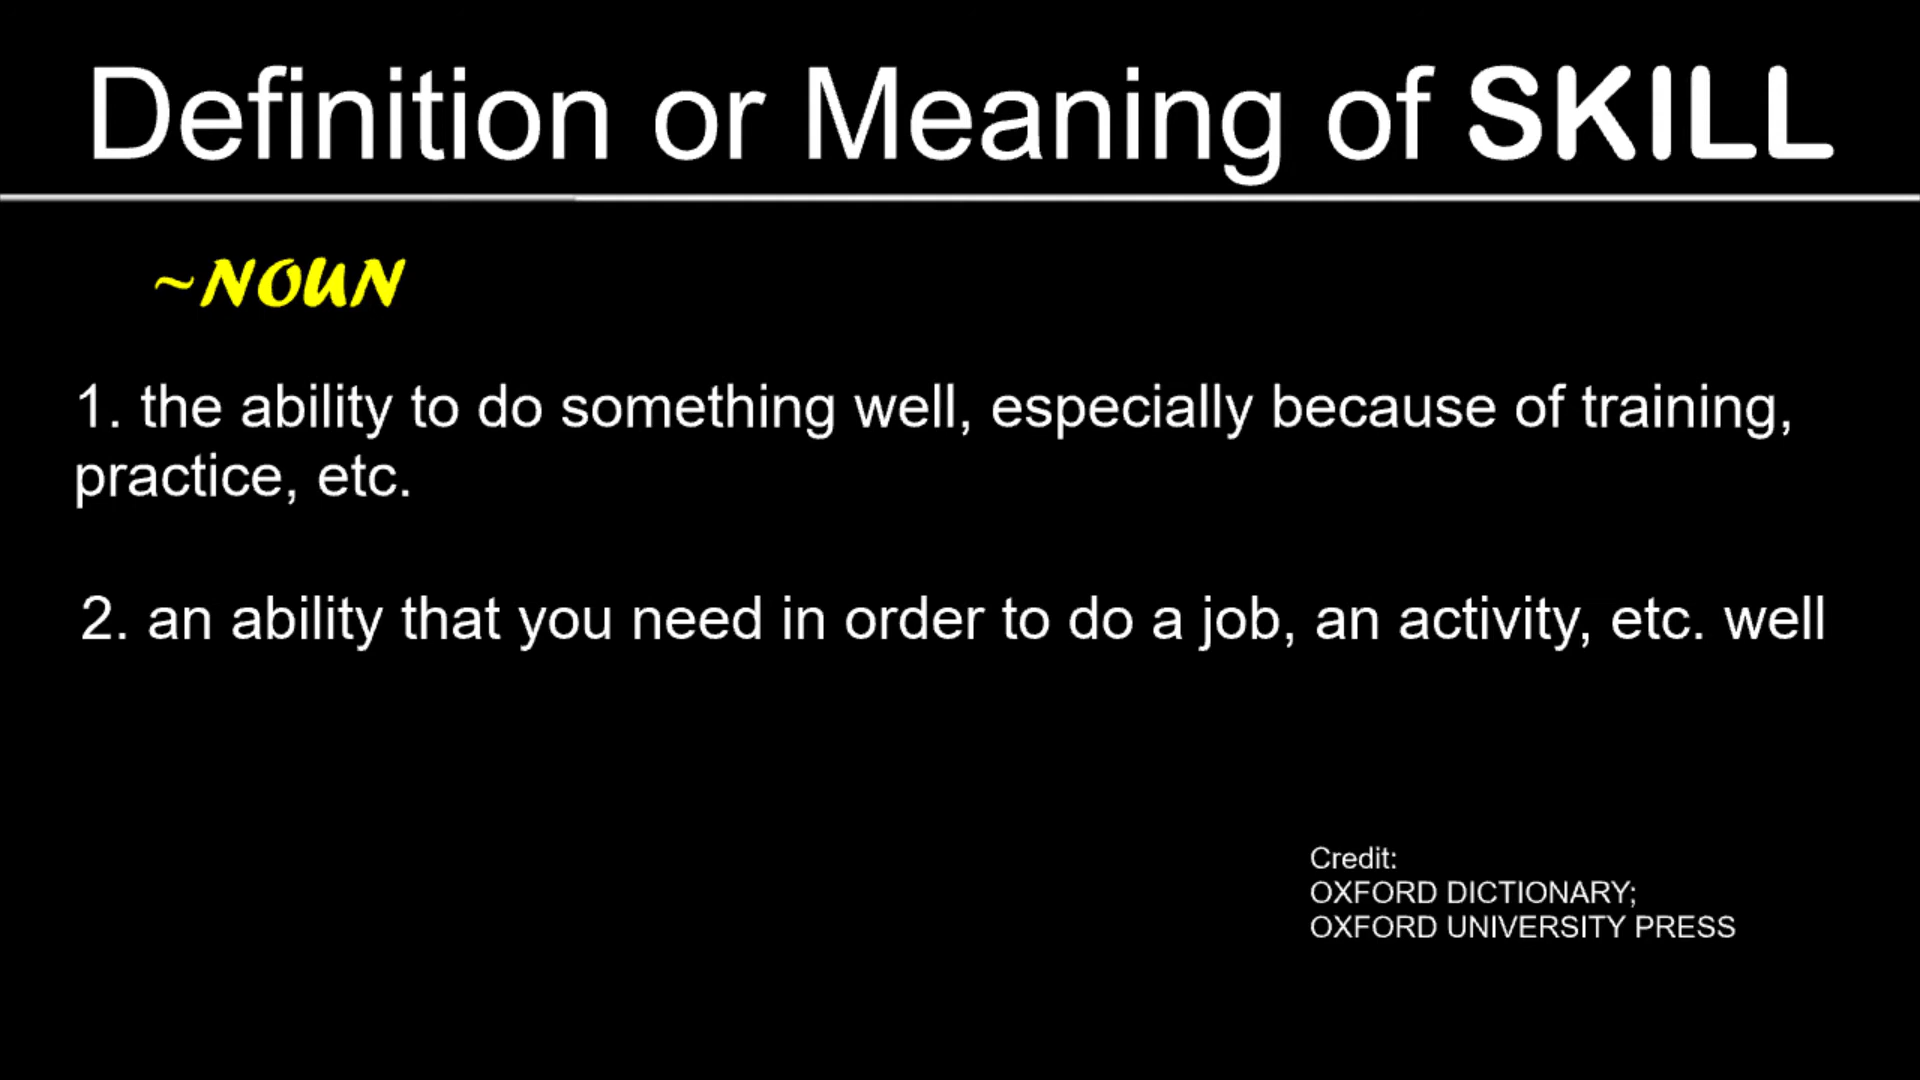 Definition or Meaning of SKILL
~NOUN
1. the ability to do something well, especially because of training,
practice, etc.
2. an ability that you need in order to do a job, an activity, etc. well
Credit:
OXFORD DICTIONARY;
OXFORD UNIVERSITY PRESS